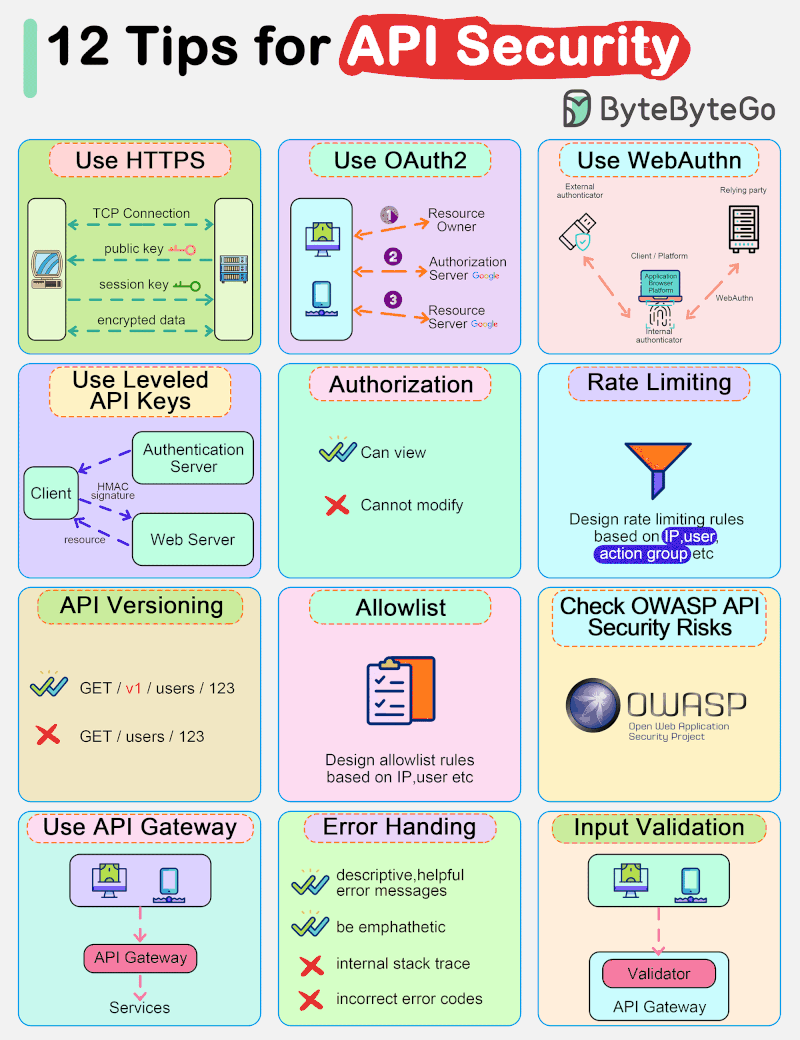 12 Tips for API Security
ByteByteGo
Use HTTPS
TCP Connection
public key
session key
encrypted data
Use OAuth2
Resource
Owner
2
Authorization
Server Google
3
Resource
Server Google
Use WebAuthn
External
authenticator
Relying party
Client / Platform
Application
Browser
Platform
WebAuthn
Internal
authenticator
Use Leveled
API Keys
Authentication
Server
Client
HMAC
signature
resource
Web Server
Authorization
Can view
Cannot modify
Rate Limiting
Design rate limiting rules
based on IP,user,
action group etc
API Versioning
GET / v1 / users / 123
GET / users / 123
Allowlist
Design allowlist rules
based on IP,user etc
Check OWASP API
Security Risks
OWASP
Open Web Application
Security Project
Use API Gateway
API Gateway
Services
Error Handing
descriptive,helpful
error messages
be emphathetic
internal stack trace
incorrect error codes
Input Validation
Validator
API Gateway